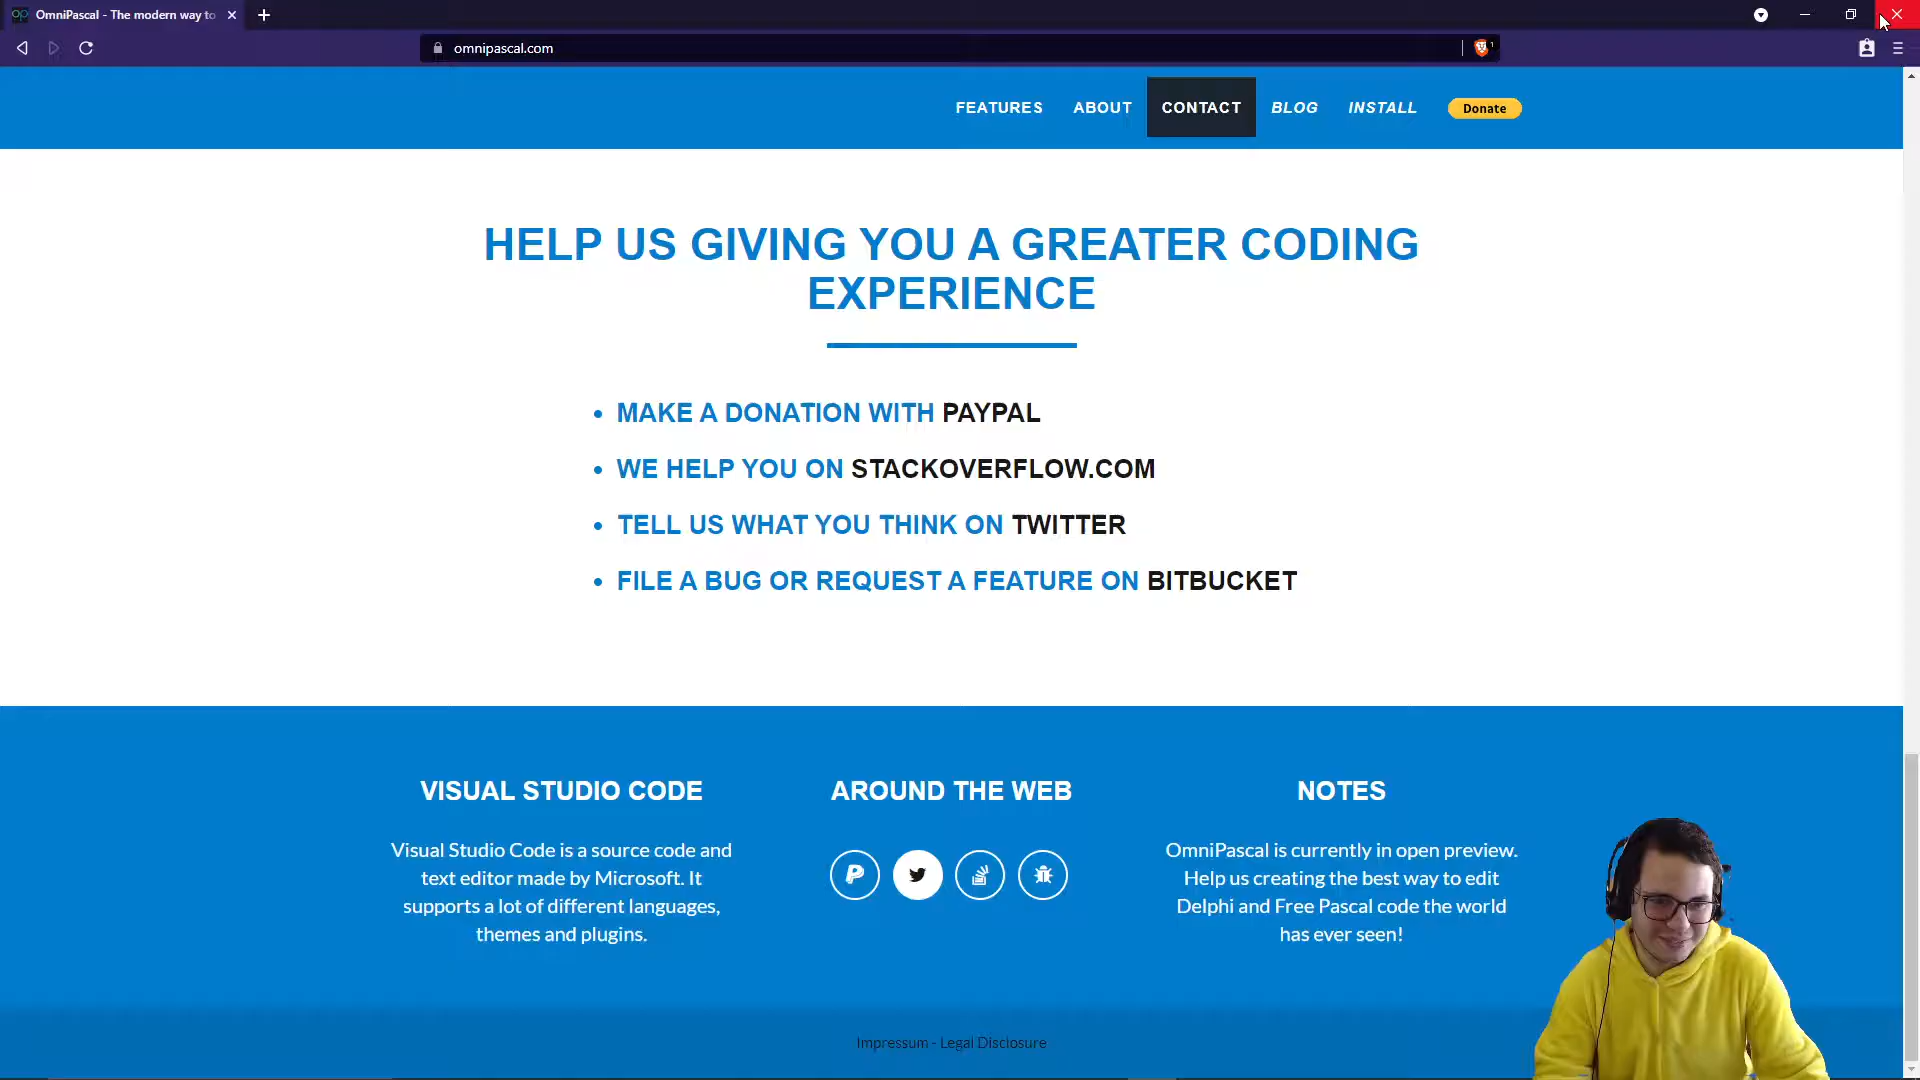 OmniPascal - The modern way to
omnipascal.com
1
FEATURES ABOUT CONTACT BLOG INSTALL Donate
HELP US GIVING YOU A GREATER CODING
EXPERIENCE
• MAKE A DONATION WITH PAYPAL
• WE HELP YOU ON STACKOVERFLOW.COM
• TELL US WHAT YOU THINK ON TWITTER
• FILE A BUG OR REQUEST A FEATURE ON BITBUCKET
VISUAL STUDIO CODE
Visual Studio Code is a source code and
text editor made by Microsoft. It
supports a lot of different languages,
themes and plugins.
AROUND THE WEB
NOTES
OmniPascal is currently in open preview.
Help us creating the best way to edit
Delphi and Free Pascal code the world
has ever seen!
Impressum - Legal Disclosure